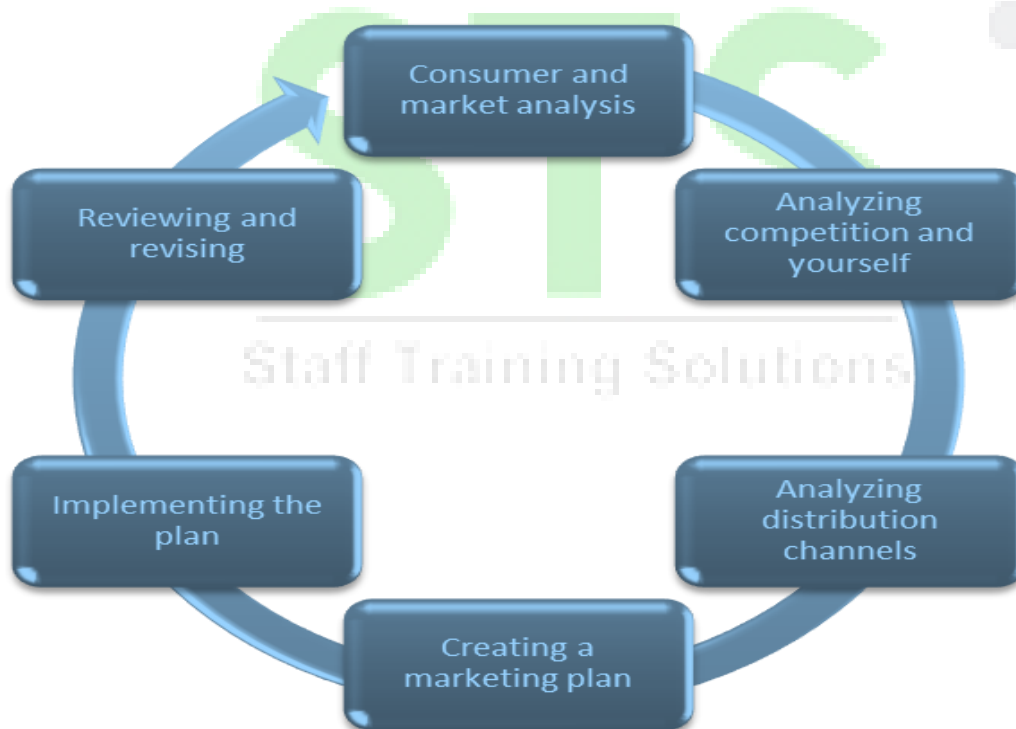 STS
Consumer and
market analysis
Analyzing
competition and
yourself
Analyzing
distribution
channels
Creating a
marketing plan
Implementing the
plan
Reviewing and
revising
Staff Training Solutions